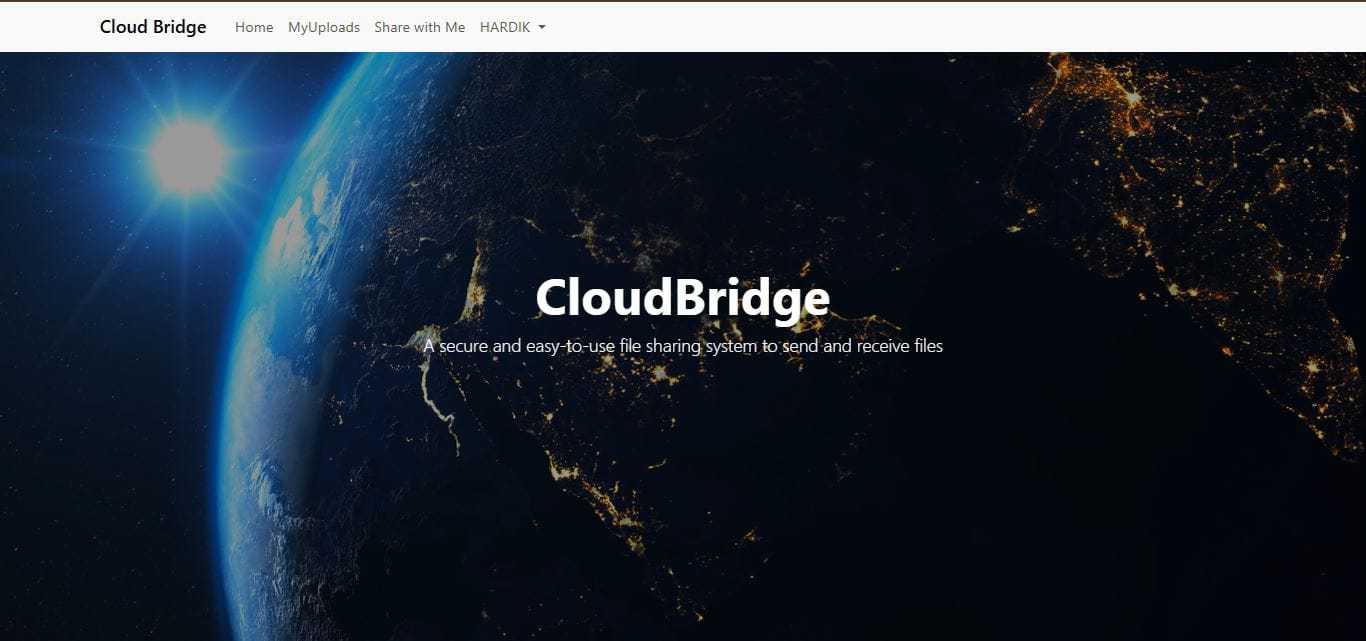 Cloud Bridge Home MyUploads Share with Me HARDIK
CloudBridge
A secure and easy-to-use file sharing system to send and receive files